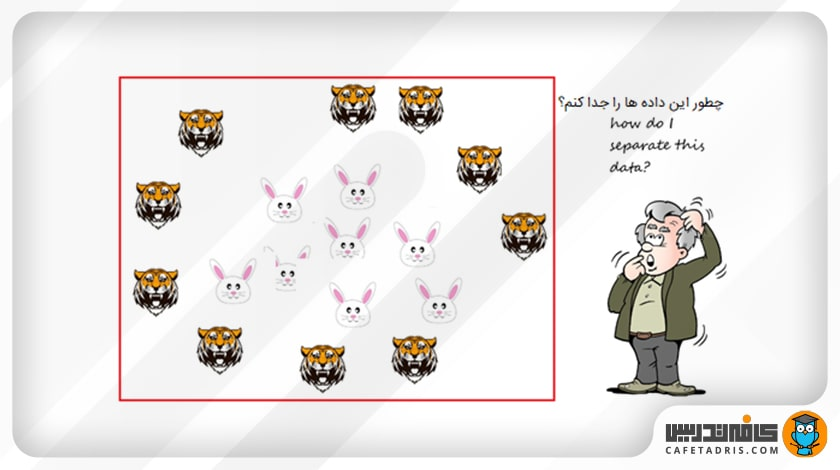 چطور این داده ها را جدا کنم؟
how do I
separate this
data?
کافه‌تدریس
CAFETADRIS.COM